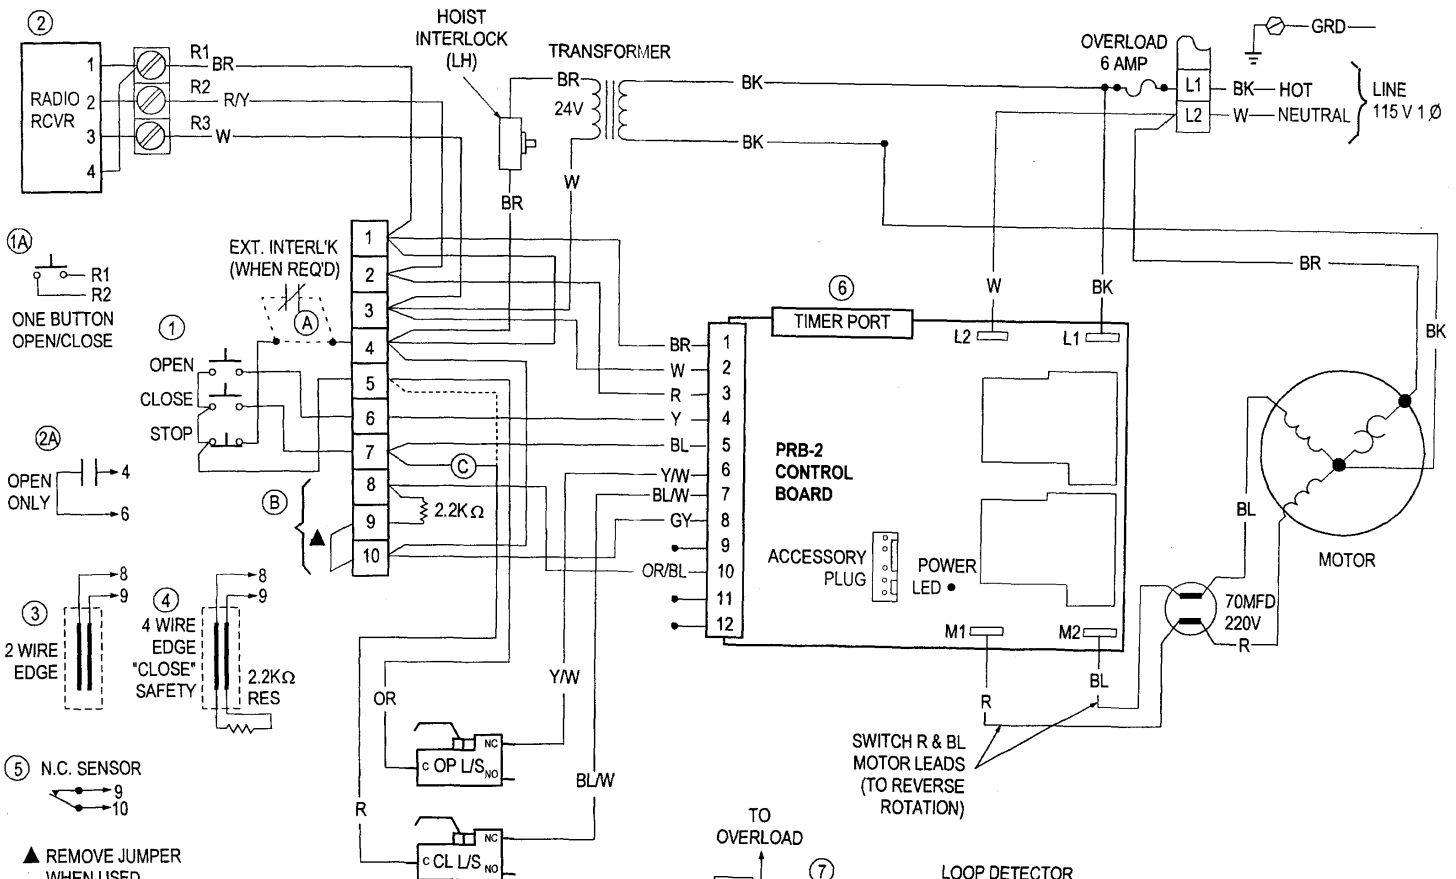 2
RADIO
RCVR
1
2
3
4
R1
BR
R2
R/Y
R3
W
HOIST
INTERLOCK
(LH)
TRANSFORMER
BR
24V
W
BR
BK
BK
OVERLOAD
6 AMP
GRD
L1
BK HOT
L2
W NEUTRAL
LINE
115 V 1 Ø
1A
R1
R2
ONE BUTTON
OPEN/CLOSE
EXT. INTERL'K
(WHEN REQ'D)
A
1
OPEN
CLOSE
STOP
1
2
3
4
5
6
7
8
9
10
2A
OPEN
ONLY
4
6
B
C
2.2KΩ
6
TIMER PORT
W
BK
L2
L1
BR 1
W 2
R 3
Y 4
BL 5
Y/W 6
BL/W 7
GY 8
9
OR/BL 10
11
12
PRB-2
CONTROL
BOARD
ACCESSORY
PLUG
POWER
LED
M1
M2
BR
BK
BL
MOTOR
70MFD
220V
R
R
BL
SWITCH R & BL
MOTOR LEADS
(TO REVERSE
ROTATION)
3
8
9
2 WIRE
EDGE
4
8
9
4 WIRE
EDGE
"CLOSE"
SAFETY
2.2KΩ
RES
OR
R
Y/W
BL/W
NC
C OP L/S NO
NC
C CL L/S NO
5 N.C. SENSOR
9
10
▲ REMOVE JUMPER
WHEN USED
TO
OVERLOAD
7
LOOP DETECTOR